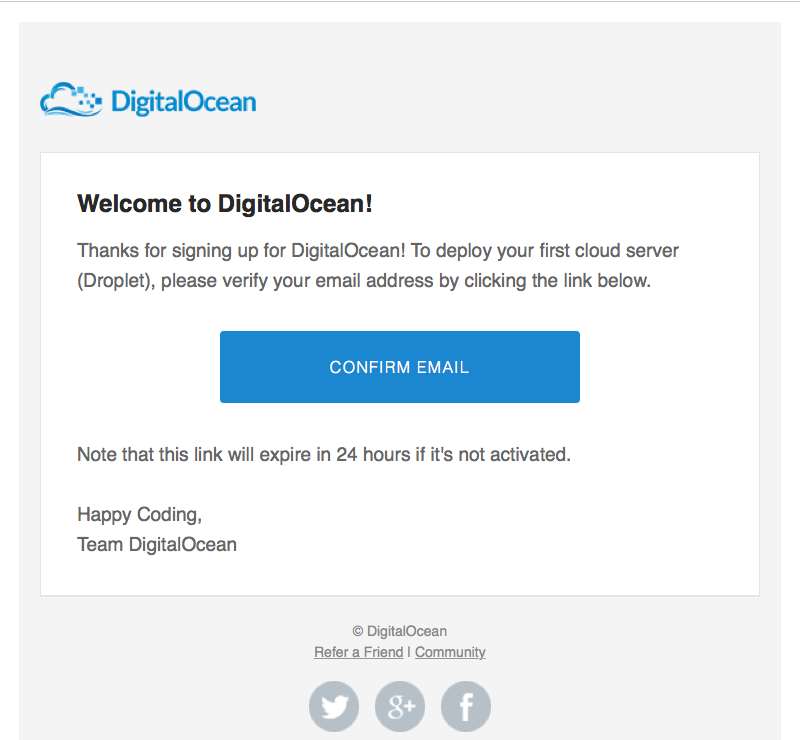 DigitalOcean
Welcome to DigitalOcean!
Thanks for signing up for DigitalOcean! To deploy your first cloud server
(Droplet), please verify your email address by clicking the link below.
CONFIRM EMAIL
Note that this link will expire in 24 hours if it's not activated.
Happy Coding,
Team DigitalOcean
© DigitalOcean
Refer a Friend | Community
g+ f